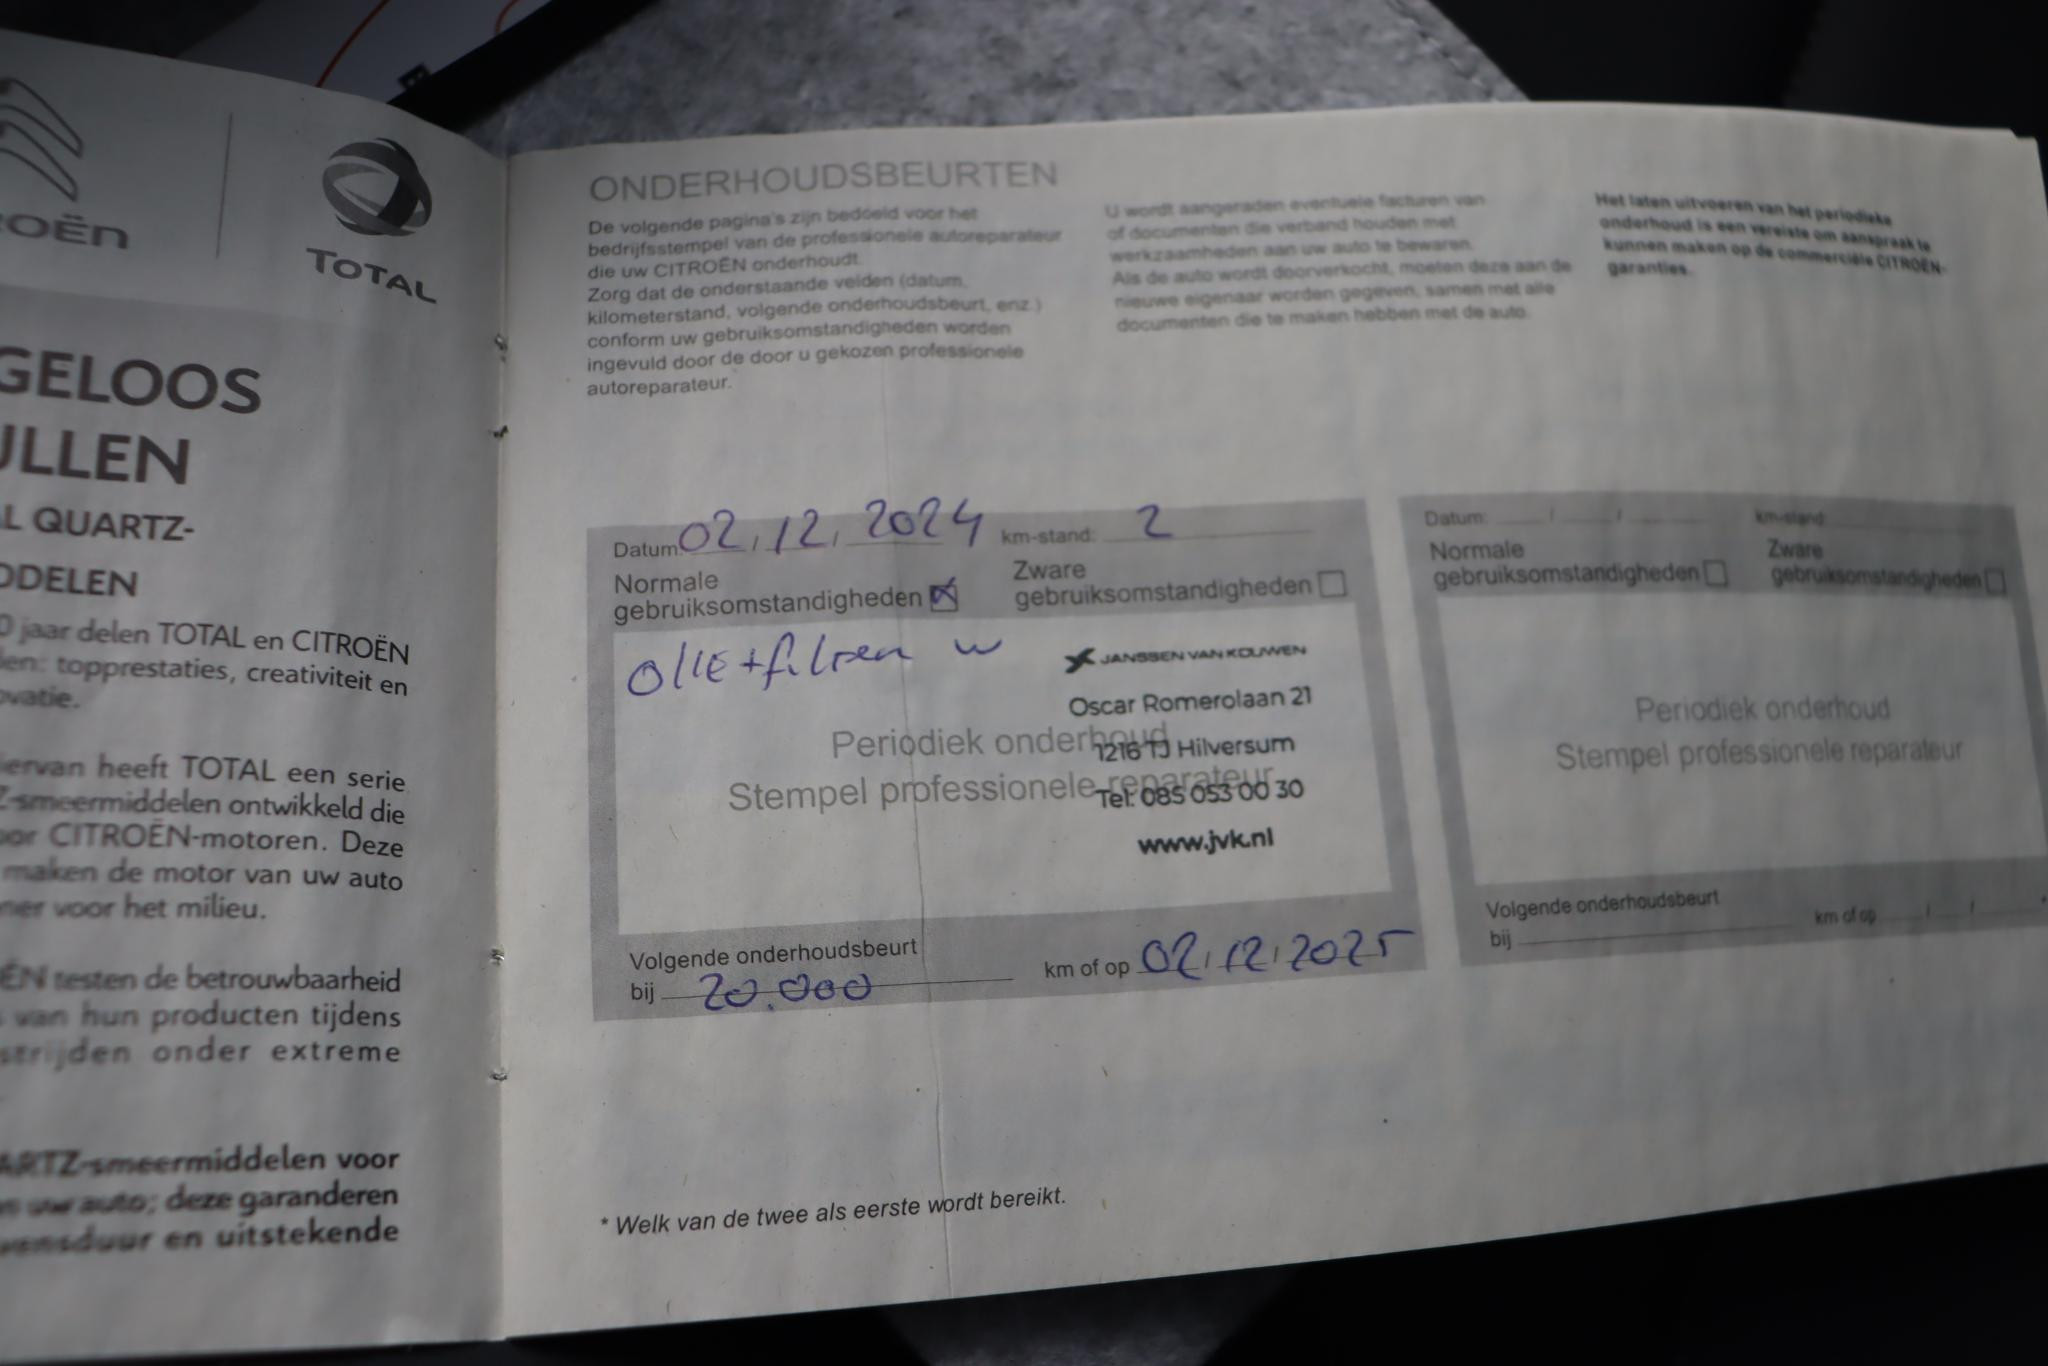 ROËN
TOTAL
GELOOS
ULLEN
AL QUARTZ-
DDELEN
0 jaar delen TOTAL en CITROËN
len: topprestaties, creativiteit en
ovatie.
iervan heeft TOTAL een serie
Z-smeermiddelen ontwikkeld die
oor CITROËN-motoren. Deze
maken de motor van uw auto
ner voor het milieu.
ËN testen de betrouwbaarheid
van hun producten tijdens
strijden onder extreme
ARTZ-smeermiddelen voor
uw auto; deze garanderen
vensduur en uitstekende
ONDERHOUDSBEURTEN
De volgende pagina's zijn bedoeld voor het
bedrijfsstempel van de professionele autoreparateur
die uw CITROËN onderhoudt.
Zorg dat de onderstaande velden (datum,
kilometerstand, volgende onderhoudsbeurt, enz.)
conform uw gebruiksomstandigheden worden
ingevuld door de door u gekozen professionele
autoreparateur.
U wordt aangeraden eventuele facturen van
of documenten die verband houden met
werkzaamheden aan uw auto te bewaren.
Als de auto wordt doorverkocht, moeten deze aan de
nieuwe eigenaar worden gegeven, samen met alle
documenten die te maken hebben met de auto.
Het laten uitvoeren van het periodieke
onderhoud is een vereiste om aanspraak te
kunnen maken op de commerciële CITROËN-
garanties.
Datum: 02/12/2024 km-stand: 2
Normale
gebruiksomstandigheden
Zware
gebruiksomstandigheden
Olie + filters
JANSSEN VAN KOUWEN
Oscar Romerolaan 21
1216 TJ Hilversum
Tel: 085 053 00 30
www.jvk.nl
Periodiek onderhoud
Stempel professionele reparateur
Volgende onderhoudsbeurt
bij 20.000 km of op 02/12/2025
Datum: / / km-stand:
Normale
gebruiksomstandigheden
Zware
gebruiksomstandigheden
Periodiek onderhoud
Stempel professionele reparateur
Volgende onderhoudsbeurt
bij km of op / / *
* Welk van de twee als eerste wordt bereikt.